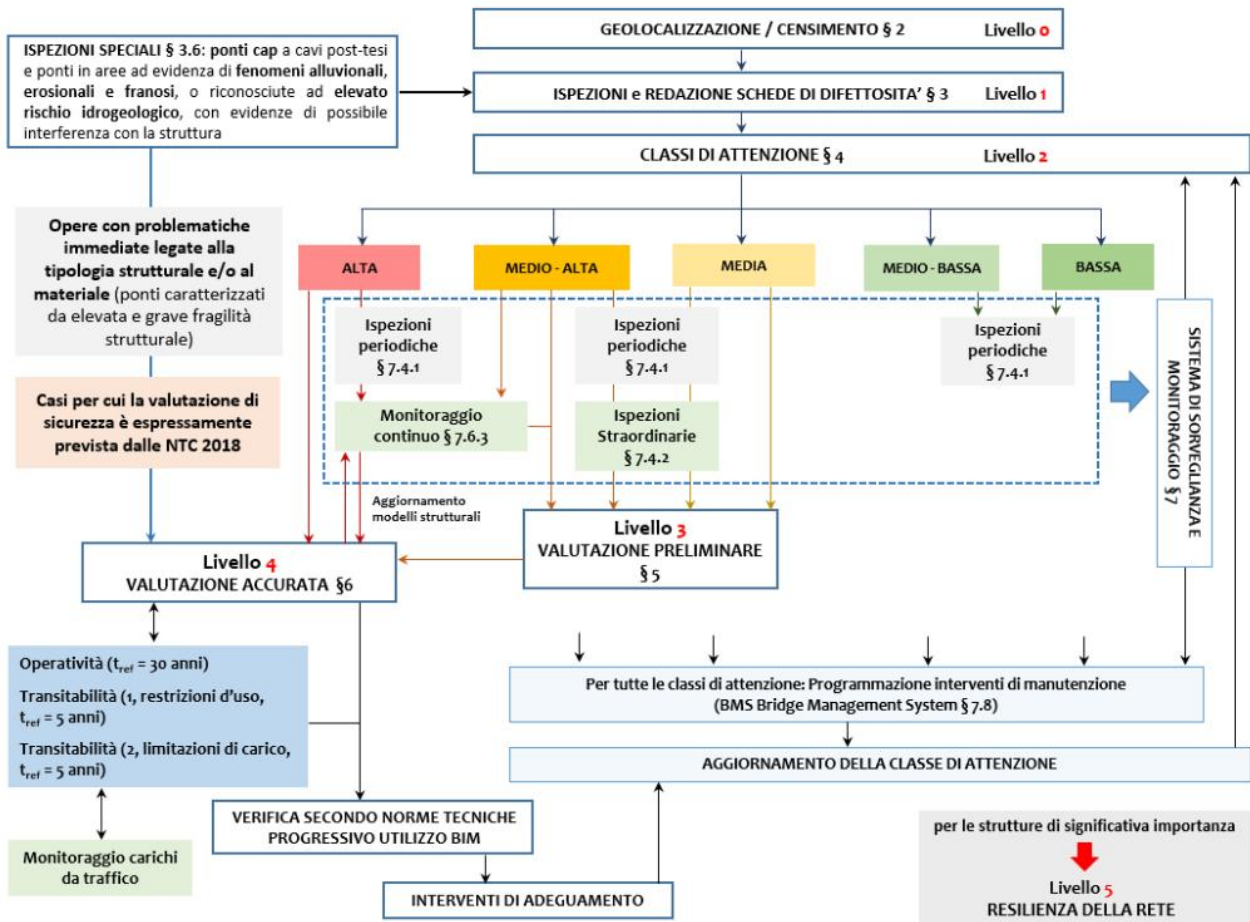 GEOLOCALIZZAZIONE / CENSIMENTO § 2 Livello 0
ISPEZIONI SPECIALI § 3.6: ponti cap a cavi post-tesi
e ponti in aree ad evidenza di fenomeni alluvionali,
erosionali e franosi, o riconosciute ad elevato
rischio idrogeologico, con evidenze di possibile
interferenza con la struttura
ISPEZIONI e REDAZIONE SCHEDE DI DIFETTOSITA’ § 3 Livello 1
CLASSI DI ATTENZIONE § 4 Livello 2
Opere con problematiche
immediate legate alla
tipologia strutturale e/o al
materiale (ponti caratterizzati
da elevata e grave fragilità
strutturale)
Casi per cui la valutazione di
sicurezza è espressamente
prevista dalle NTC 2018
ALTA
MEDIO - ALTA
MEDIA
MEDIO - BASSA
BASSA
Ispezioni
periodiche
§ 7.4.1
Monitoraggio
continuo § 7.6.3
Ispezioni
periodiche
§ 7.4.1
Ispezioni
Straordinarie
§ 7.4.2
Ispezioni
periodiche
§ 7.4.1
SISTEMA DI SORVEGLIANZA E
MONITORAGGIO §7
Aggiornamento
modelli strutturali
Livello 3
VALUTAZIONE PRELIMINARE
§ 5
Livello 4
VALUTAZIONE ACCURATA §6
Operatività (tref = 30 anni)
Transitabilità (1, restrizioni d’uso,
tref = 5 anni)
Transitabilità (2, limitazioni di carico,
tref = 5 anni)
Monitoraggio carichi
da traffico
Per tutte le classi di attenzione: Programmazione interventi di manutenzione
(BMS Bridge Management System § 7.8)
AGGIORNAMENTO DELLA CLASSE DI ATTENZIONE
VERIFICA SECONDO NORME TECNICHE
PROGRESSIVO UTILIZZO BIM
INTERVENTI DI ADEGUAMENTO
per le strutture di significativa importanza
Livello 5
RESILIENZA DELLA RETE